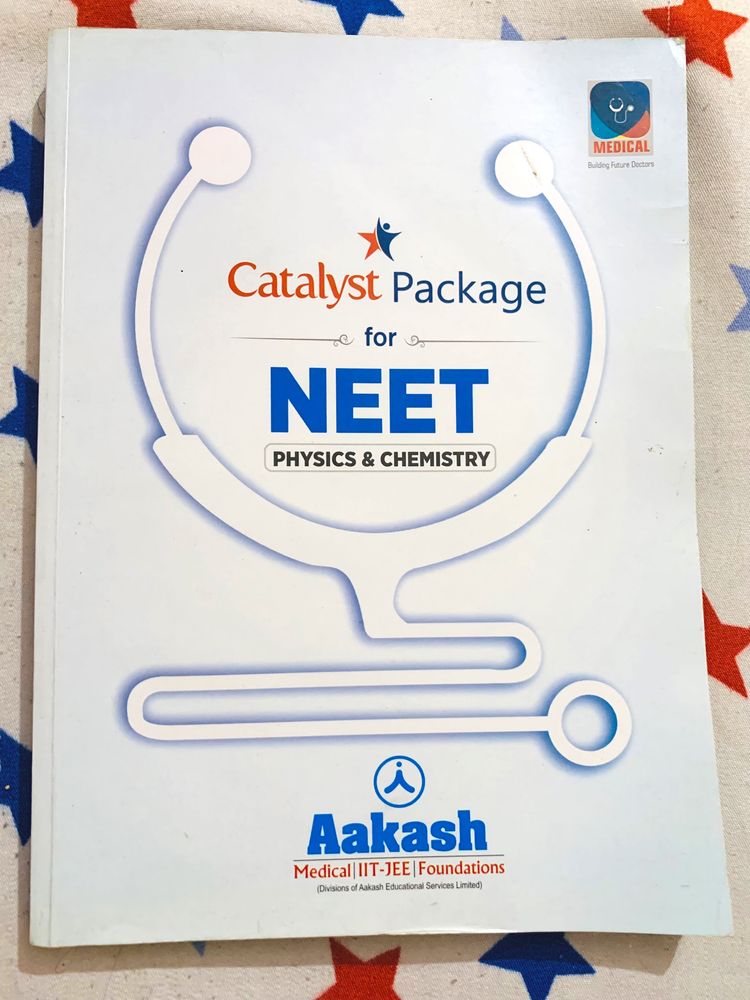 MEDICAL
Building Future Doctors
Catalyst Package
for
NEET
PHYSICS & CHEMISTRY
Aakash
Medical|IIT-JEE|Foundations
(Divisions of Aakash Educational Services Limited)